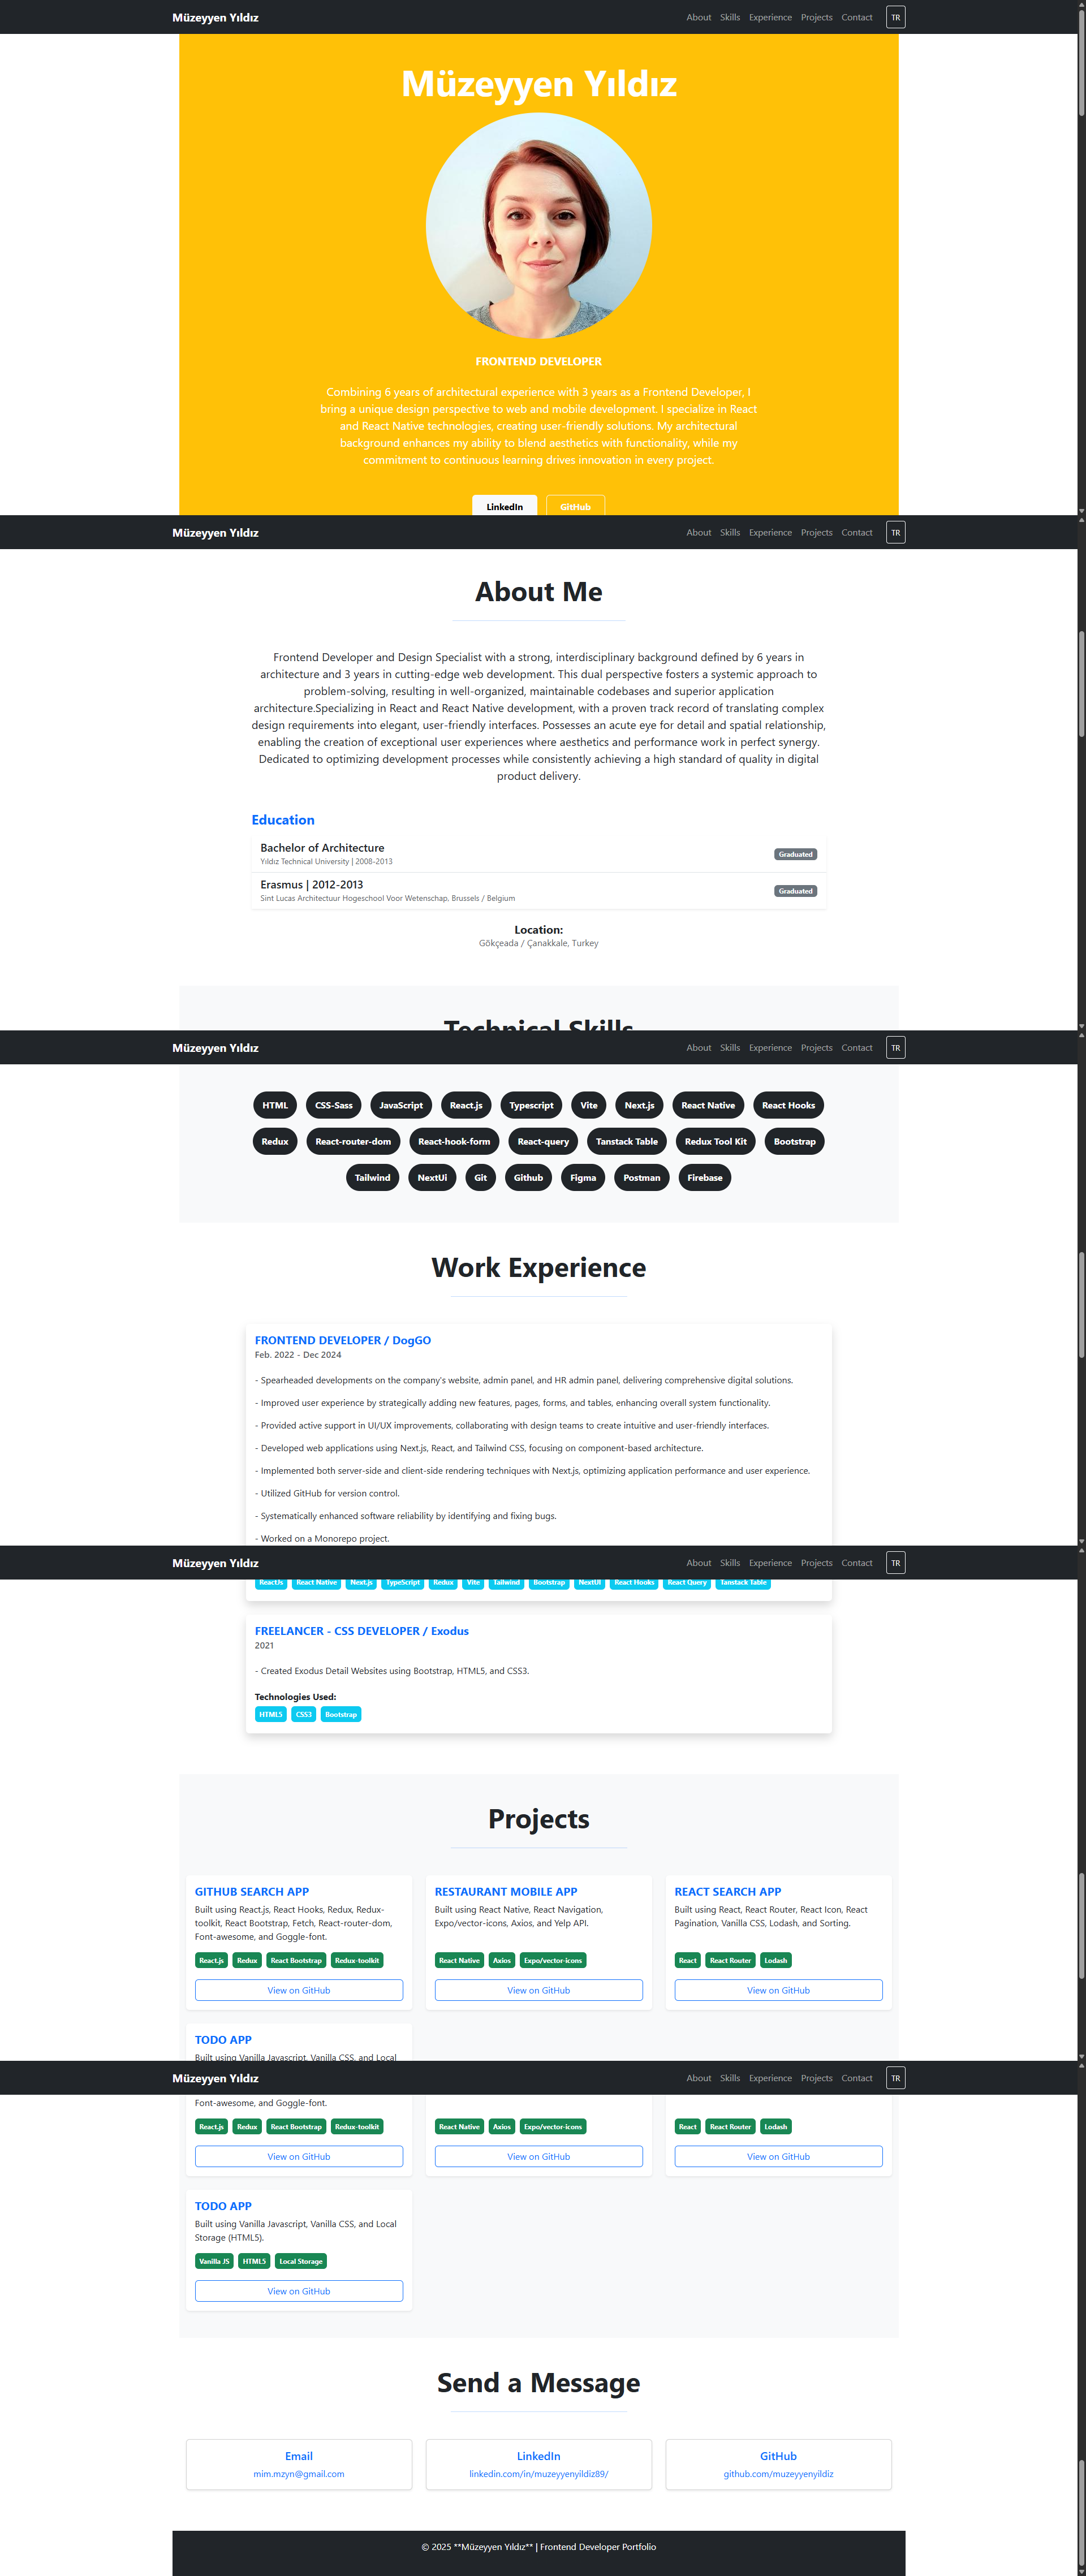 Müzeyyen Yıldız
About Skills Experience Projects Contact TR
Müzeyyen Yıldız
FRONTEND DEVELOPER
Combining 6 years of architectural experience with 3 years as a Frontend Developer, I
bring a unique design perspective to web and mobile development. I specialize in React
and React Native technologies, creating user-friendly solutions. My architectural
background enhances my ability to blend aesthetics with functionality, while my
commitment to continuous learning drives innovation in every project.
LinkedIn GitHub
Müzeyyen Yıldız
About Skills Experience Projects Contact TR
About Me
Frontend Developer and Design Specialist with a strong, interdisciplinary background defined by 6 years in
architecture and 3 years in cutting-edge web development. This dual perspective fosters a systemic approach to
problem-solving, resulting in well-organized, maintainable codebases and superior application
architecture.Specializing in React and React Native development, with a proven track record of translating complex
design requirements into elegant, user-friendly interfaces. Possesses an acute eye for detail and spatial relationship,
enabling the creation of exceptional user experiences where aesthetics and performance work in perfect synergy.
Dedicated to optimizing development processes while consistently achieving a high standard of quality in digital
product delivery.
Education
Bachelor of Architecture
Yıldız Technical University | 2008-2013
Graduated
Erasmus | 2012-2013
Sint Lucas Architectuur Hogeschool Voor Wetenschap, Brussels / Belgium
Graduated
Location:
Gökçeada / Çanakkale, Turkey
Technical Skills
Müzeyyen Yıldız
About Skills Experience Projects Contact TR
HTML CSS-Sass JavaScript React.js Typescript Vite Next.js React Native React Hooks
Redux React-router-dom React-hook-form React-query Tanstack Table Redux Tool Kit Bootstrap
Tailwind NextUi Git Github Figma Postman Firebase
Work Experience
FRONTEND DEVELOPER / DogGO
Feb. 2022 - Dec 2024
- Spearheaded developments on the company's website, admin panel, and HR admin panel, delivering comprehensive digital solutions.
- Improved user experience by strategically adding new features, pages, forms, and tables, enhancing overall system functionality.
- Provided active support in UI/UX improvements, collaborating with design teams to create intuitive and user-friendly interfaces.
- Developed web applications using Next.js, React, and Tailwind CSS, focusing on component-based architecture.
- Implemented both server-side and client-side rendering techniques with Next.js, optimizing application performance and user experience.
- Utilized GitHub for version control.
- Systematically enhanced software reliability by identifying and fixing bugs.
- Worked on a Monorepo project.
Müzeyyen Yıldız
About Skills Experience Projects Contact TR
ReactJs React Native Next.js TypeScript Redux Vite Tailwind Bootstrap NextUI React Hooks React Query Tanstack Table
FREELANCER - CSS DEVELOPER / Exodus
2021
- Created Exodus Detail Websites using Bootstrap, HTML5, and CSS3.
Technologies Used:
HTML5 CSS3 Bootstrap
Projects
GITHUB SEARCH APP
Built using React.js, React Hooks, Redux, Redux-
toolkit, React Bootstrap, Fetch, React-router-dom,
Font-awesome, and Goggle-font.
React.js Redux React Bootstrap Redux-toolkit
View on GitHub
RESTAURANT MOBILE APP
Built using React Native, React Navigation,
Expo/vector-icons, Axios, and Yelp API.
React Native Axios Expo/vector-icons
View on GitHub
REACT SEARCH APP
Built using React, React Router, React Icon, React
Pagination, Vanilla CSS, Lodash, and Sorting.
React React Router Lodash
View on GitHub
TODO APP
Built using Vanilla Javascript, Vanilla CSS, and Local
Müzeyyen Yıldız
About Skills Experience Projects Contact TR
Font-awesome, and Goggle-font.
React.js Redux React Bootstrap Redux-toolkit
View on GitHub
React Native Axios Expo/vector-icons
View on GitHub
React React Router Lodash
View on GitHub
TODO APP
Built using Vanilla Javascript, Vanilla CSS, and Local
Storage (HTML5).
Vanilla JS HTML5 Local Storage
View on GitHub
Send a Message
Email
mim.mzyn@gmail.com
LinkedIn
linkedin.com/in/muzeyyenyildiz89/
GitHub
github.com/muzeyyenyildiz
© 2025 **Müzeyyen Yıldız** | Frontend Developer Portfolio